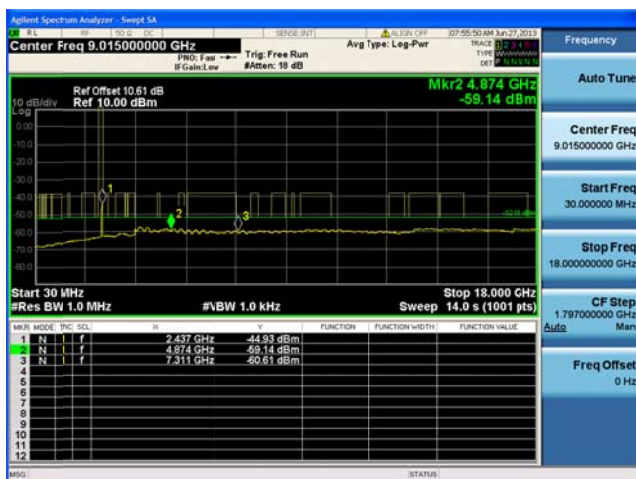 Agilent Spectrum Analyzer - Swept SA
RL RF 50 Ω DC SENSE:INT ALIGN OFF 07:55:50 AM Jun 27, 2013
Center Freq 9.015000000 GHz
PNO: Fast
IFGain:Low
Trig: Free Run
#Atten: 18 dB
Avg Type: Log-Pwr
TRACE 1 2 3 4 5 6
TYPE
DET P N N N N N
Ref Offset 10.61 dB
Ref 10.00 dBm
10 dB/div
Log
Mkr2 4.874 GHz
-59.14 dBm
0.00
-10.0
-20.0
-30.0
-40.0
-50.0
-60.0
-70.0
-80.0
1
2
3
Start 30 MHz
#Res BW 1.0 MHz
#VBW 1.0 kHz
Stop 18.000 GHz
Sweep 14.0 s (1001 pts)
MKR MODE TRC SCL X Y FUNCTION FUNCTION WIDTH FUNCTION VALUE
1 N 1 f 2.437 GHz -44.93 dBm
2 N 1 f 4.874 GHz -59.14 dBm
3 N 1 f 7.311 GHz -60.61 dBm
4
5
6
7
8
9
10
11
12
MSG STATUS
Frequency
Auto Tune
Center Freq
9.015000000 GHz
Start Freq
30.000000 MHz
Stop Freq
18.000000000 GHz
CF Step
1.797000000 GHz
Auto Man
Freq Offset
0 Hz